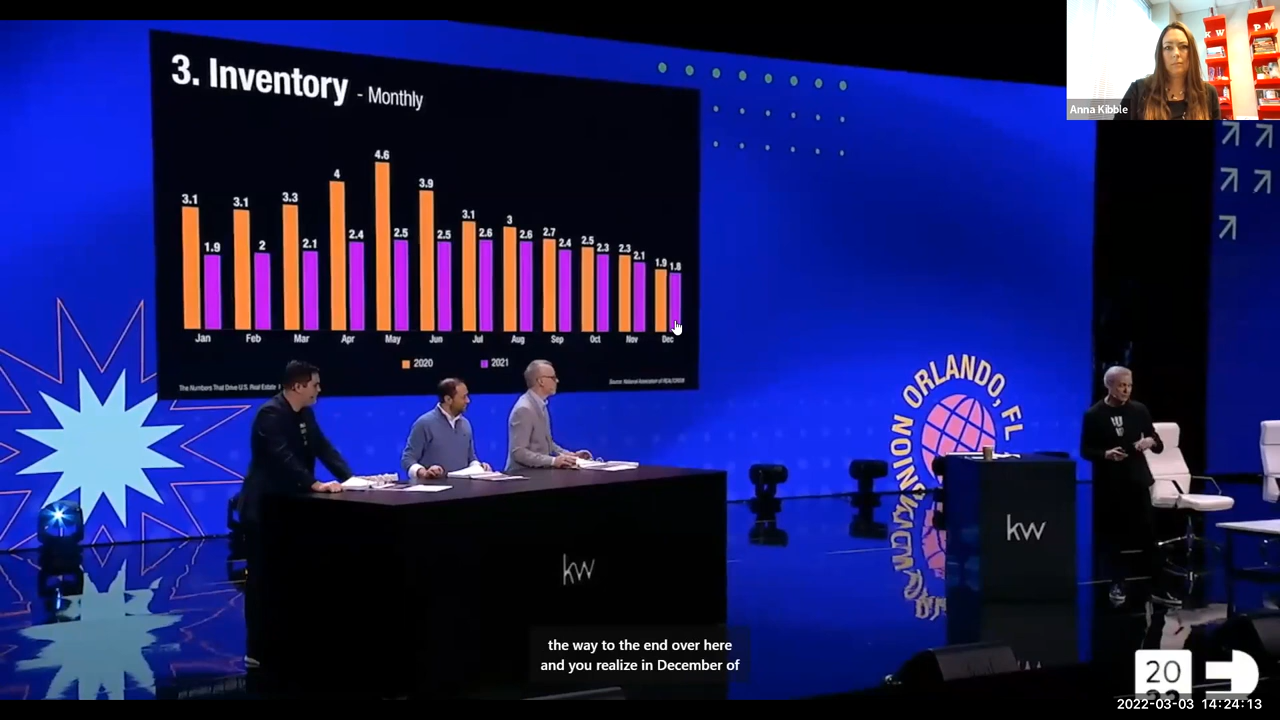 3. Inventory - Monthly
4.6
4
3.9
3.1 3.1 3.3 3.1 3 2.7 2.5 2.3 1.9
1.9 2 2.1 2.4 2.5 2.5 2.6 2.6 2.4 2.3 2.1 1.8
Jan Feb Mar Apr May Jun Jul Aug Sep Oct Nov Dec
2020 2021
The Numbers That Drive U.S. Real Estate
Source: National Association of REALTORS®
Anna Kibble
KW PM
ORLANDO, FL
kw
kw
the way to the end over here
and you realize in December of
20
2022-03-03 14:24:13